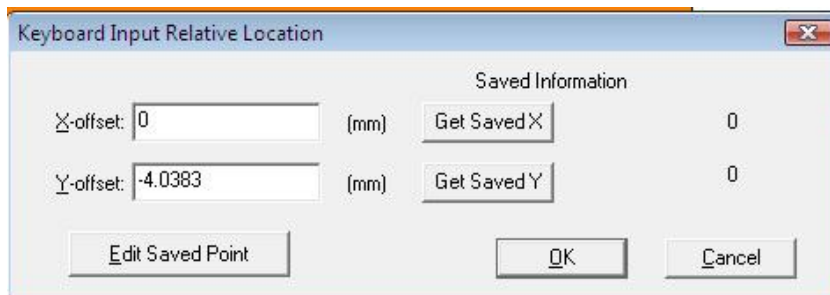 Keyboard Input Relative Location
Saved Information
X-offset: 0 (mm) Get Saved X 0
Y-offset: -4.0383 (mm) Get Saved Y 0
Edit Saved Point OK Cancel